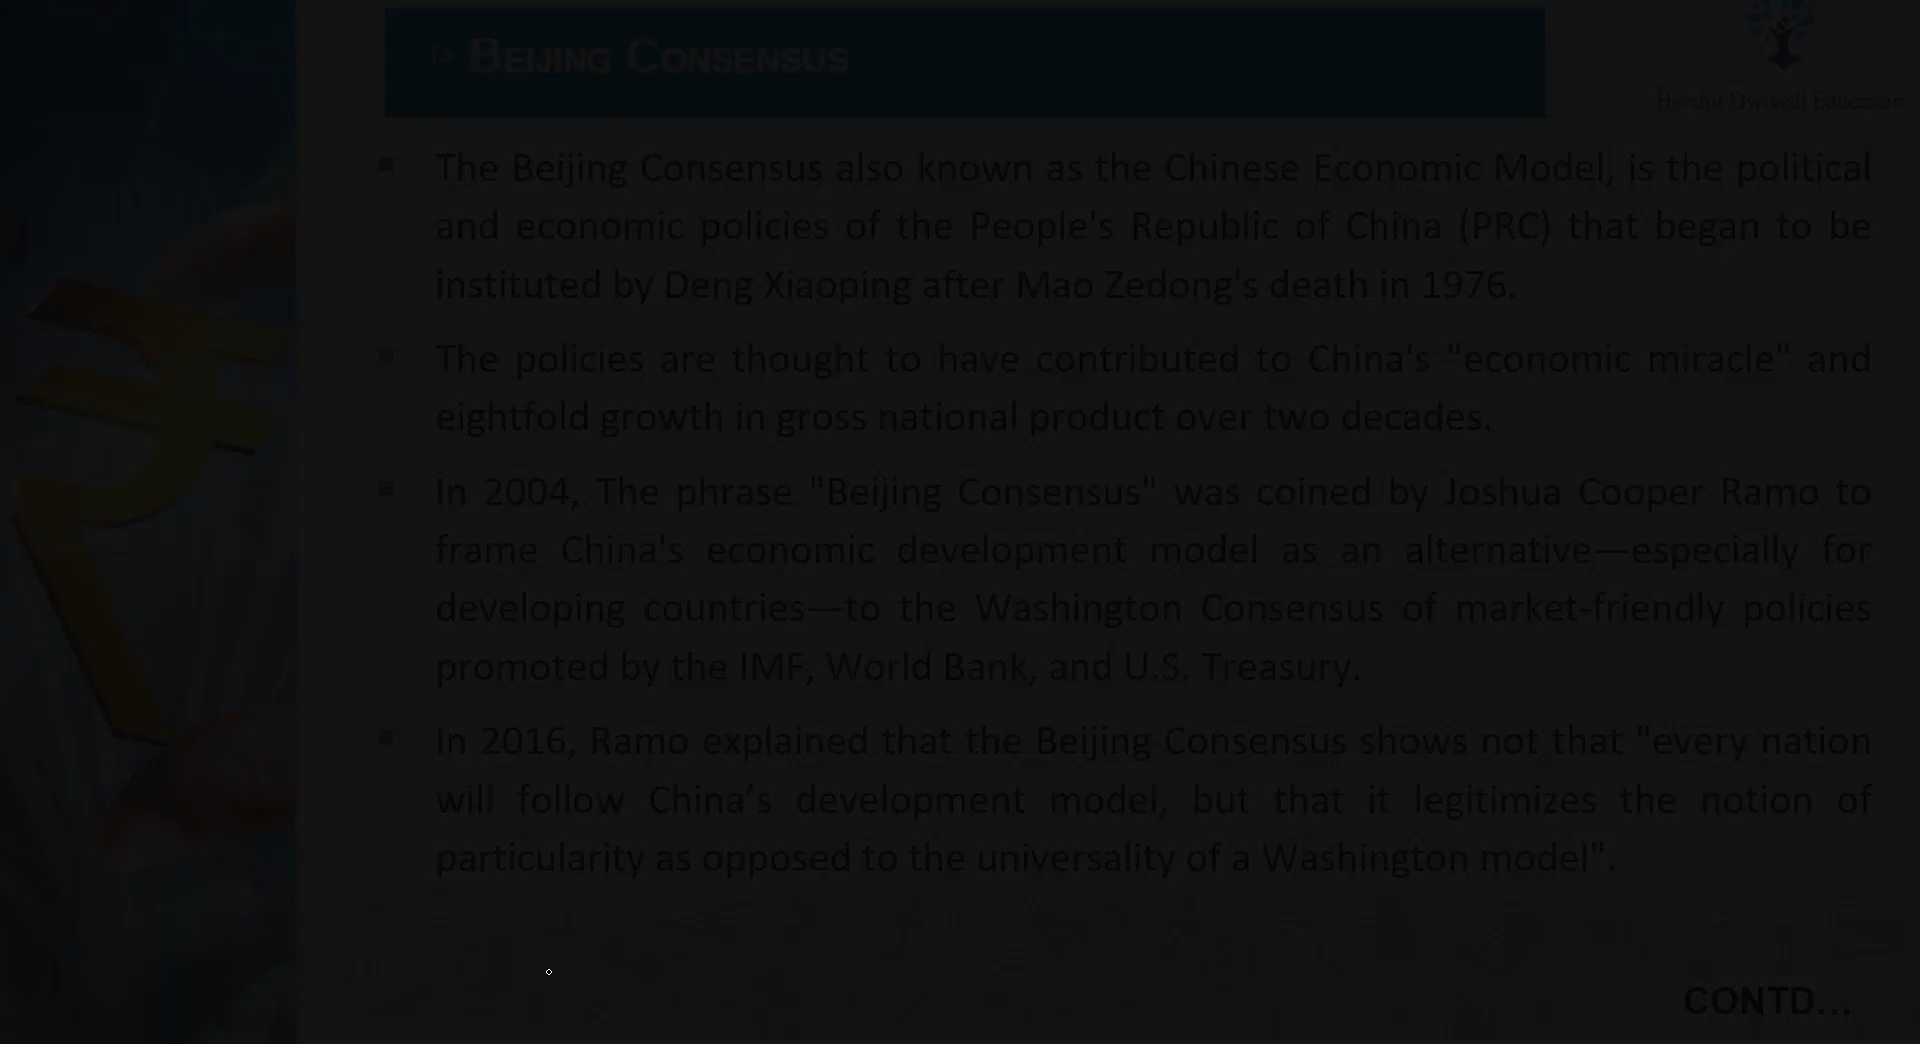 Beijing Consensus
The Beijing Consensus also known as the Chinese Economic Model, is the political
and economic policies of the People's Republic of China (PRC) that began to be
instituted by Deng Xiaoping after Mao Zedong's death in 1976.
The policies are thought to have contributed to China's "economic miracle" and
eightfold growth in gross national product over two decades.
In 2004, The phrase "Beijing Consensus" was coined by Joshua Cooper Ramo to
frame China's economic development model as an alternative—especially for
developing countries—to the Washington Consensus of market-friendly policies
promoted by the IMF, World Bank, and U.S. Treasury.
In 2016, Ramo explained that the Beijing Consensus shows not that "every nation
will follow China's development model, but that it legitimizes the notion of
particularity as opposed to the universality of a Washington model".
CONTD...